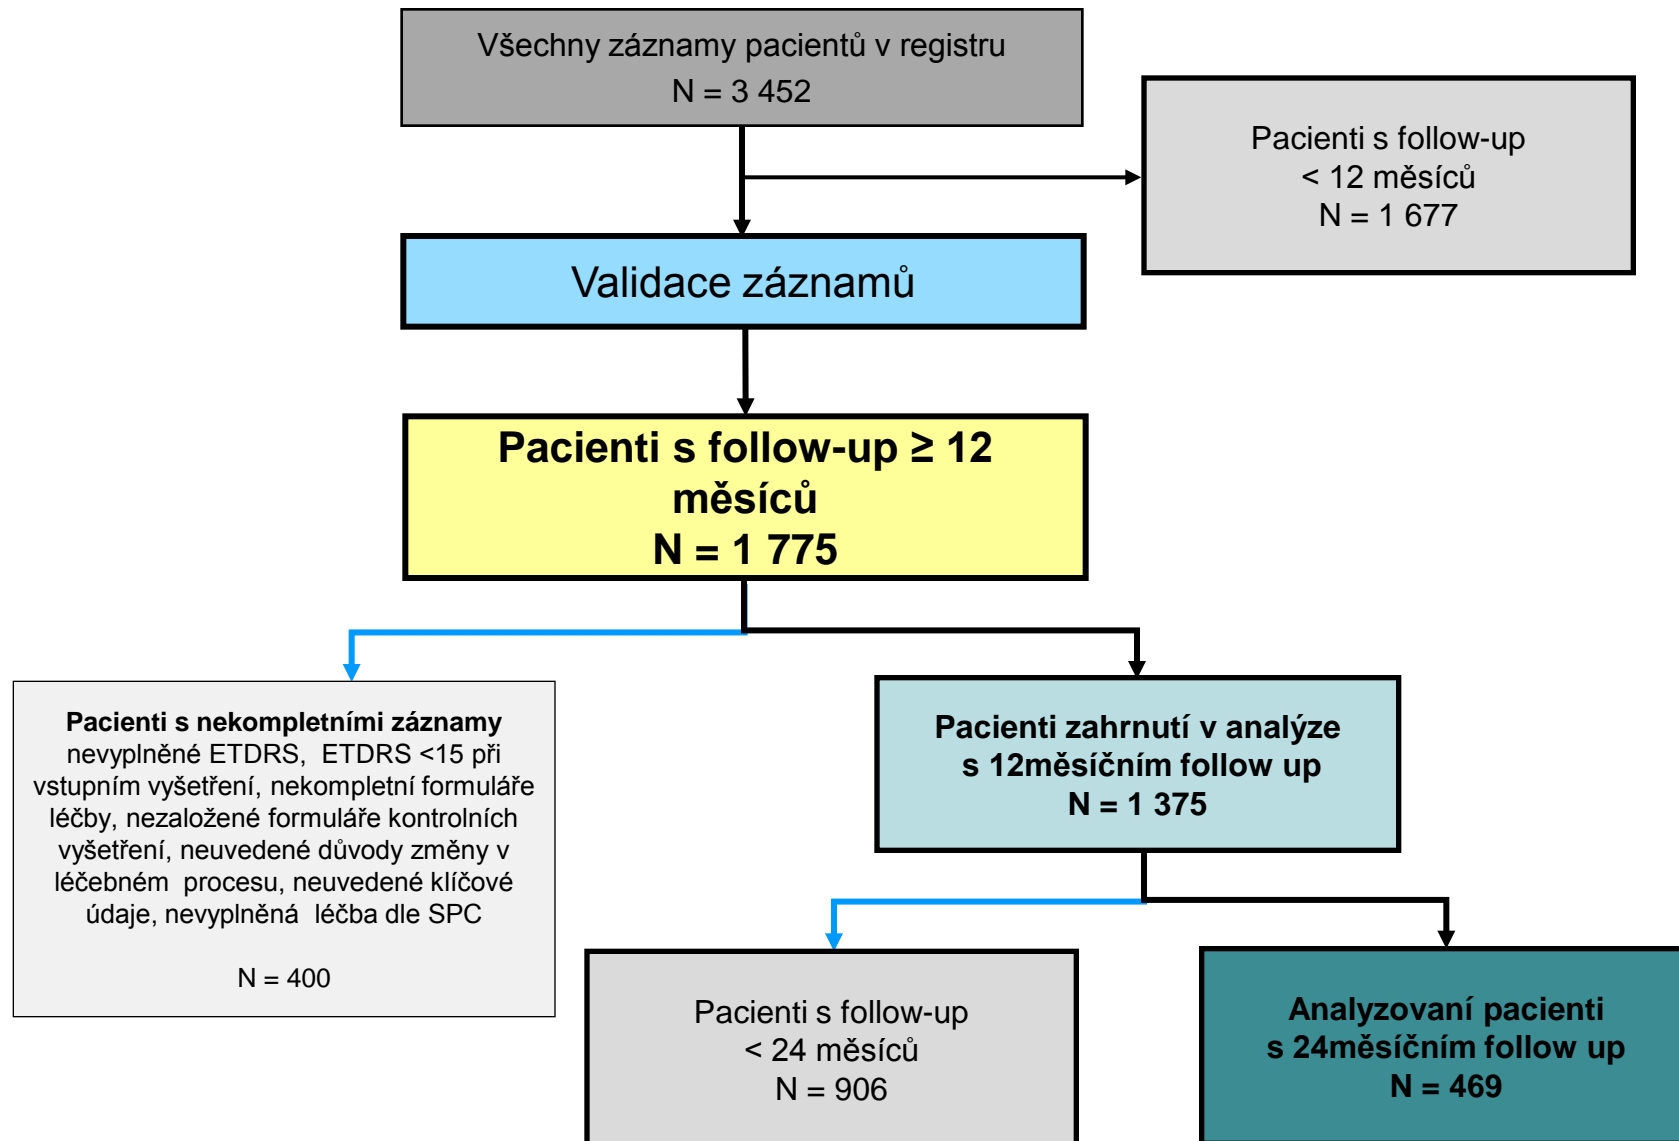 Všechny záznamy pacientů v registru
N = 3 452
Pacienti s follow-up
< 12 měsíců
N = 1 677
Validace záznamů
Pacienti s follow-up ≥ 12
měsíců
N = 1 775
Pacienti s nekompletními záznamy
nevyplněné ETDRS, ETDRS <15 při
vstupním vyšetření, nekompletní formuláře
léčby, nezaložené formuláře kontrolních
vyšetření, neuvedené důvody změny v
léčebném procesu, neuvedené klíčové
údaje, nevyplněná léčba dle SPC
N = 400
Pacienti zahrnutí v analýze
s 12měsíčním follow up
N = 1 375
Pacienti s follow-up
< 24 měsíců
N = 906
Analyzovaní pacienti
s 24měsíčním follow up
N = 469